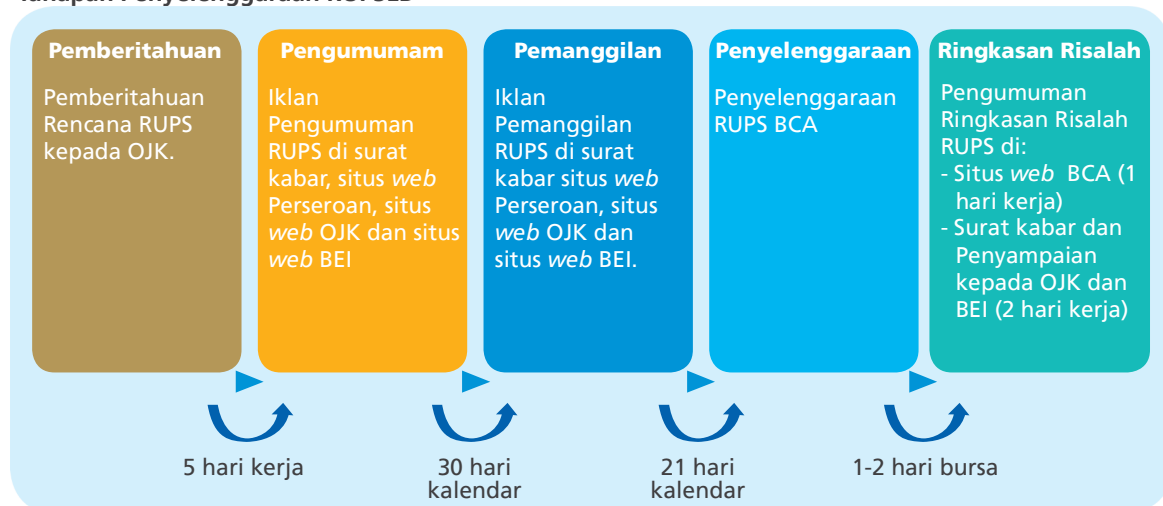 Tahapan Penyelenggaraan RUPSLB
Pemberitahuan
Pemberitahuan
Rencana RUPS
kepada OJK.
Pengumumam
Iklan
Pengumuman
RUPS di surat
kabar, situs web
Perseroan, situs
web OJK dan situs
web BEI
Pemanggilan
Iklan
Pemanggilan
RUPS di surat
kabar situs web
Perseroan, situs
web OJK dan
situs web BEI.
Penyelenggaraan
Penyelenggaraan
RUPS BCA
Ringkasan Risalah
Pengumuman
Ringkasan Risalah
RUPS di:
- Situs web BCA (1
hari kerja)
- Surat kabar dan
Penyampaian
kepada OJK dan
BEI (2 hari kerja)
5 hari kerja
30 hari
kalendar
21 hari
kalendar
1-2 hari bursa